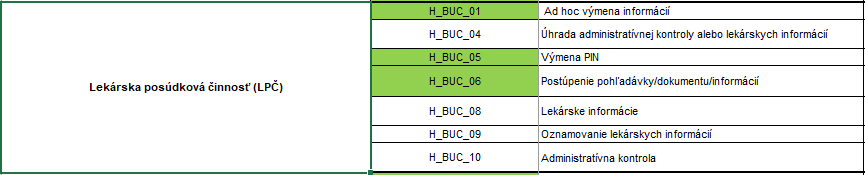 H_BUC_01 Ad hoc výmena informácií
H_BUC_04 Úhrada administratívnej kontroly alebo lekárskych informácií
H_BUC_05 Výmena PIN
H_BUC_06 Postúpenie pohľadávky/dokumentu/informácií
Lekárska posúdková činnosť (LPČ)
H_BUC_08 Lekárske informácie
H_BUC_09 Oznamovanie lekárskych informácií
H_BUC_10 Administratívna kontrola